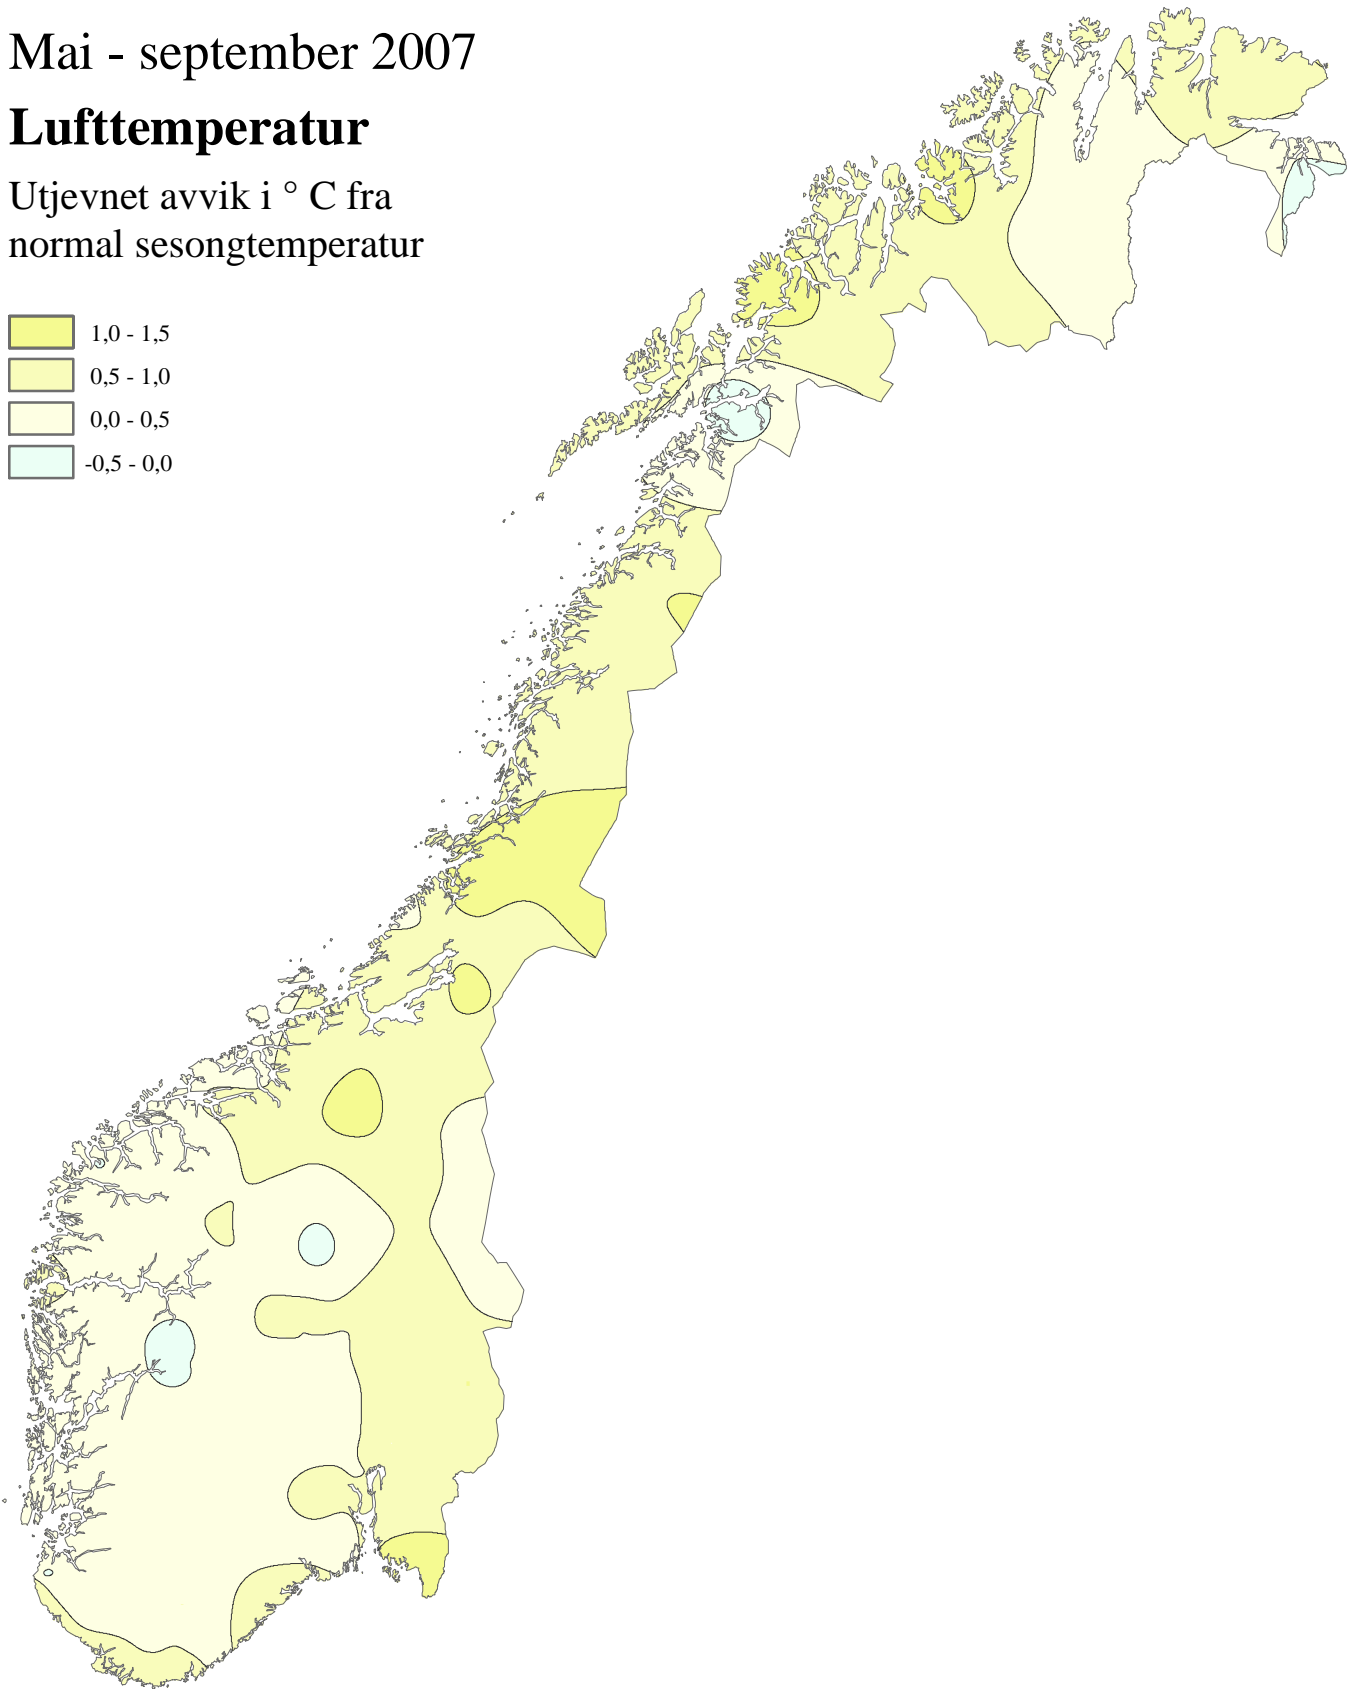 Mai - september 2007
Lufttemperatur
Utjevnet avvik i ° C fra
normal sesongtemperatur
1,0 - 1,5
0,5 - 1,0
0,0 - 0,5
-0,5 - 0,0